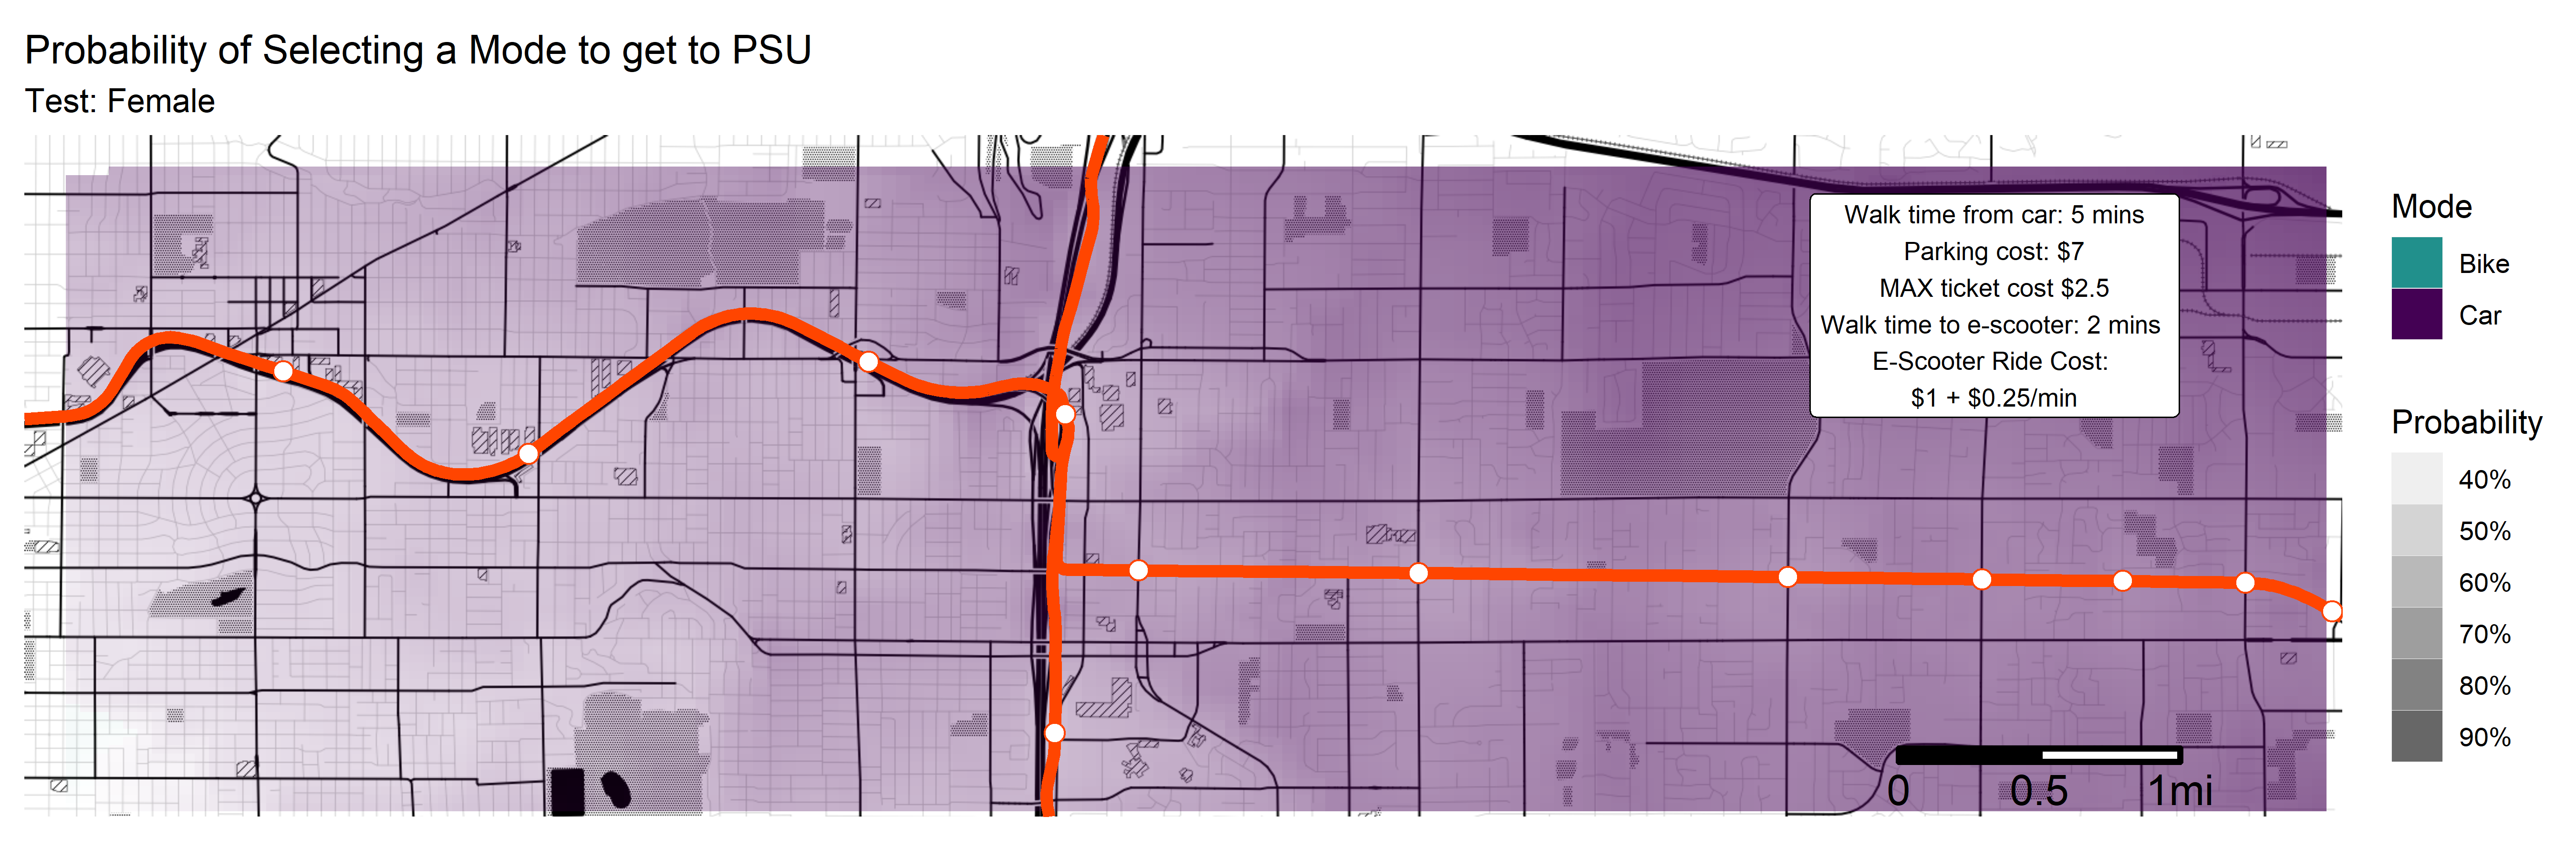 Probability of Selecting a Mode to get to PSU
Test: Female
Walk time from car: 5 mins
Parking cost: $7
MAX ticket cost $2.5
Walk time to e-scooter: 2 mins
E-Scooter Ride Cost:
$1 + $0.25/min
0 0.5 1mi
Mode
Bike
Car
Probability
40%
50%
60%
70%
80%
90%